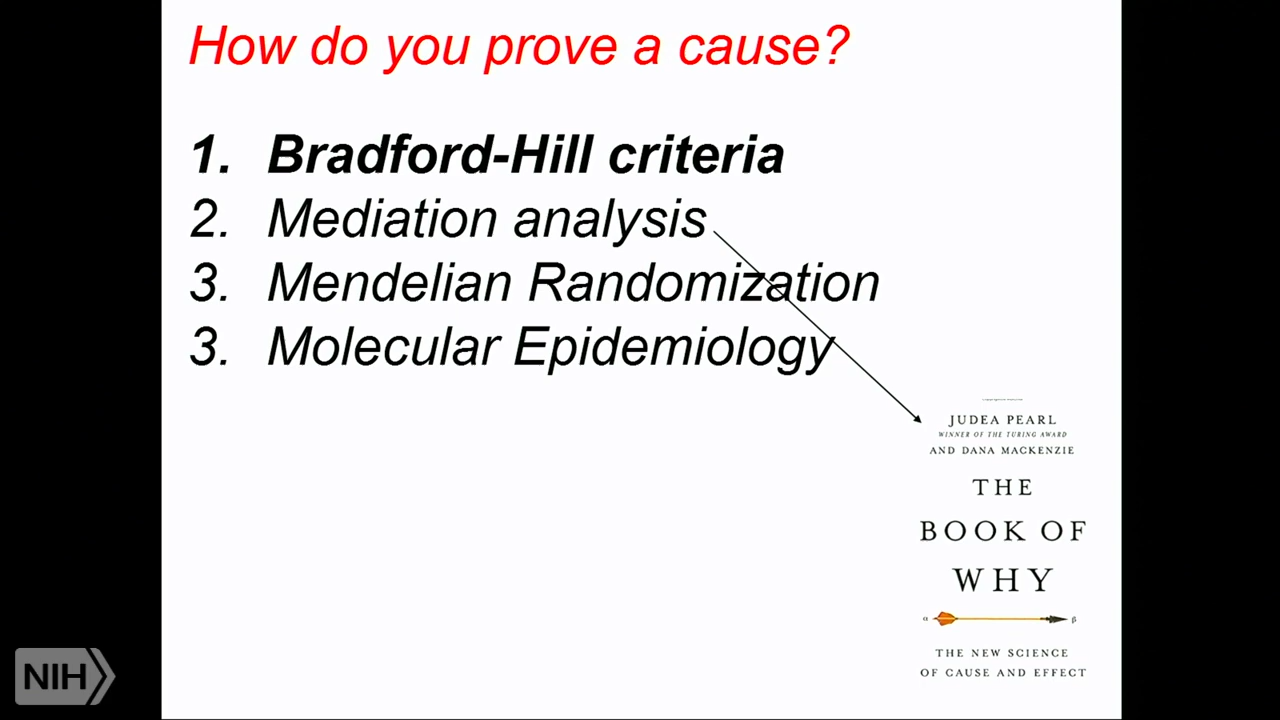 How do you prove a cause?
1. Bradford-Hill criteria
2. Mediation analysis
3. Mendelian Randomization
3. Molecular Epidemiology
JUDEA PEARL
WINNER OF THE TURING AWARD
AND DANA MACKENZIE
THE
BOOK OF
WHY
α β
THE NEW SCIENCE
OF CAUSE AND EFFECT
NIH